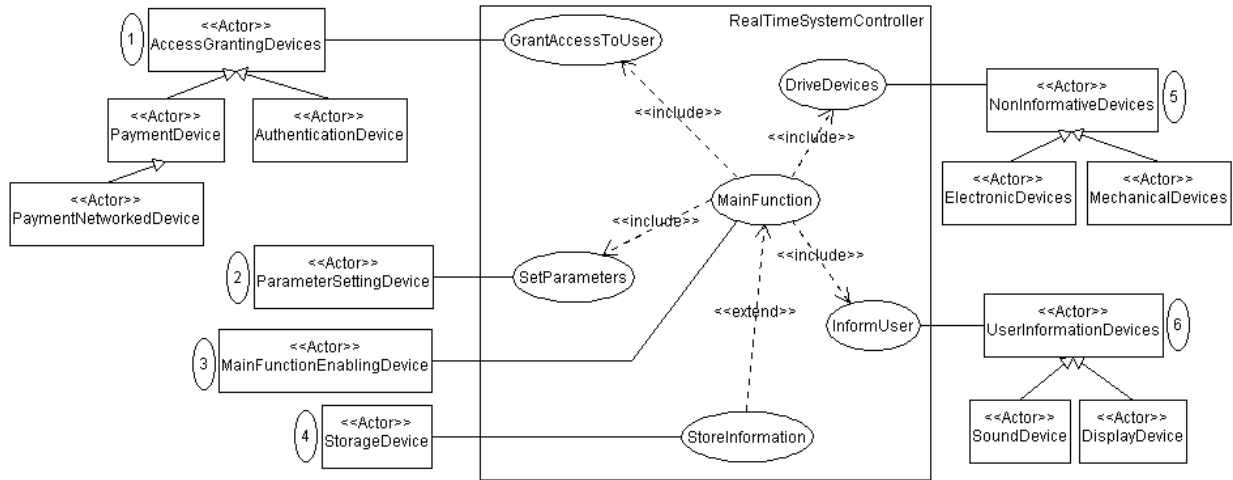 RealTimeSystemController
1
<<Actor>>
AccessGrantingDevices
GrantAccessToUser
<<Actor>>
PaymentDevice
<<Actor>>
AuthenticationDevice
<<Actor>>
PaymentNetworkedDevice
<<include>>
DriveDevices
<<include>>
<<Actor>>
NonInformativeDevices
5
<<Actor>>
ElectronicDevices
<<Actor>>
MechanicalDevices
MainFunction
<<include>>
<<include>>
2
<<Actor>>
ParameterSettingDevice
SetParameters
<<extend>>
InformUser
<<Actor>>
UserInformationDevices
6
3
<<Actor>>
MainFunctionEnablingDevice
4
<<Actor>>
StorageDevice
StoreInformation
<<Actor>>
SoundDevice
<<Actor>>
DisplayDevice